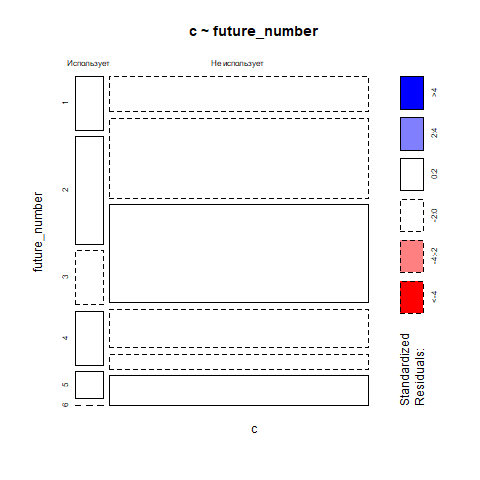 c ~ future_number
Использует
Не использует
1
2
3
4
5
6
future_number
c
>4
2:4
0:2
-2:0
-4:-2
<-4
Standardized
Residuals: